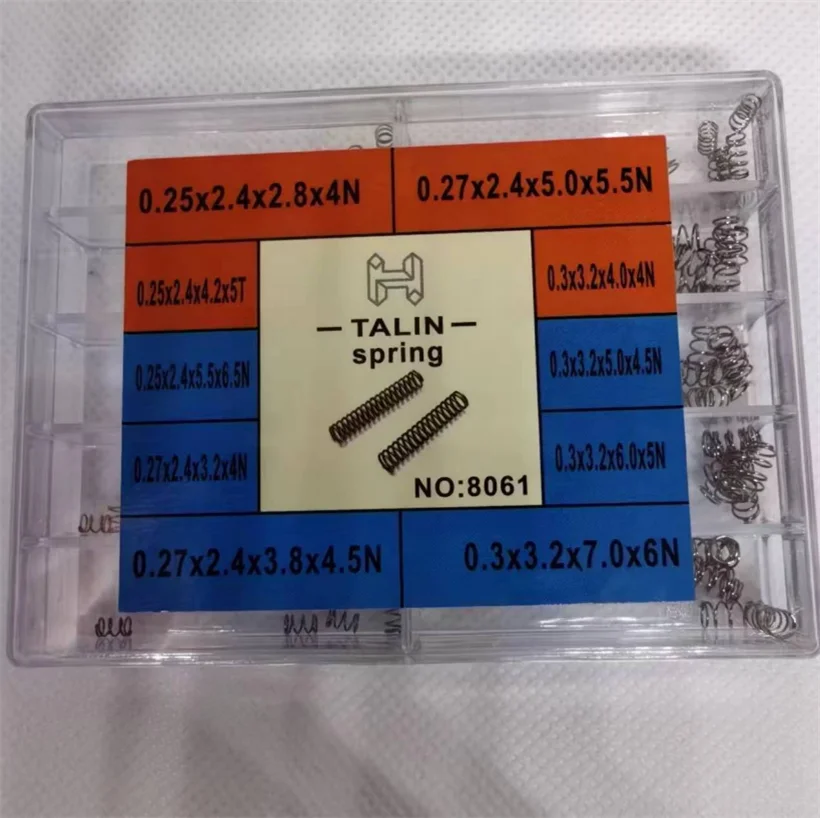 0.25x2.4x2.8x4N
0.27x2.4x5.0x5.5N
0.25x2.4x4.2x5T
0.3x3.2x4.0x4N
TALIN
spring
0.25x2.4x5.5x6.5N
0.3x3.2x5.0x4.5N
0.27x2.4x3.2x4N
0.3x3.2x6.0x5N
NO:8061
0.27x2.4x3.8x4.5N
0.3x3.2x7.0x6N